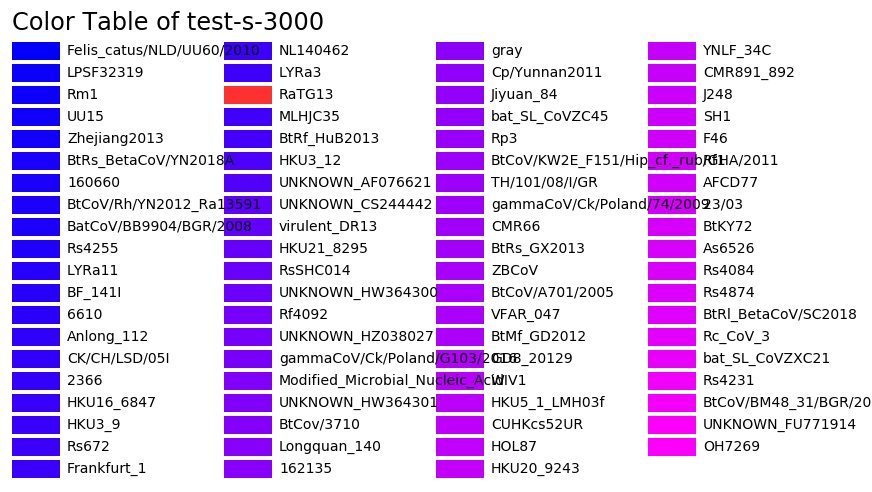 Color Table of test-s-3000
Felis_catus/NLD/UU60/2010
LPSF32319
Rm1
UU15
Zhejiang2013
BtRs_BetaCoV/YN2018A
160660
BtCoV/Rh/YN2012_Ra13591
BatCoV/BB9904/BGR/2008
Rs4255
LYRa11
BF_141I
6610
Anlong_112
CK/CH/LSD/05I
2366
HKU16_6847
HKU3_9
Rs672
Frankfurt_1
NL140462
LYRa3
RaTG13
MLHJC35
BtRf_HuB2013
HKU3_12
UNKNOWN_AF076621
UNKNOWN_CS244442
virulent_DR13
HKU21_8295
RsSHC014
UNKNOWN_HW364300
Rf4092
UNKNOWN_HZ038027
gammaCoV/Ck/Poland/G103/2016
Modified_Microbial_Nucleic_Acid
UNKNOWN_HW364301
BtCov/3710
Longquan_140
162135
gray
Cp/Yunnan2011
Jiyuan_84
bat_SL_CoVZC45
Rp3
BtCoV/KW2E_F151/Hip_cf._rub/Kb1
TH/101/08/I/GR
gammaCoV/Ck/Poland/74/2009
CMR66
BtRs_GX2013
ZBCoV
BtCoV/A701/2005
VFAR_047
BtMf_GD2012
GD8_20129
WIV1
HKU5_1_LMH03f
CUHKcs52UR
HOL87
HKU20_9243
YNLF_34C
CMR891_892
J248
SH1
F46
AFCD77
23/03
BtKY72
As6526
Rs4084
Rs4874
BtRl_BetaCoV/SC2018
Rc_CoV_3
bat_SL_CoVZXC21
Rs4231
BtCoV/BM48_31/BGR/20
UNKNOWN_FU771914
OH7269